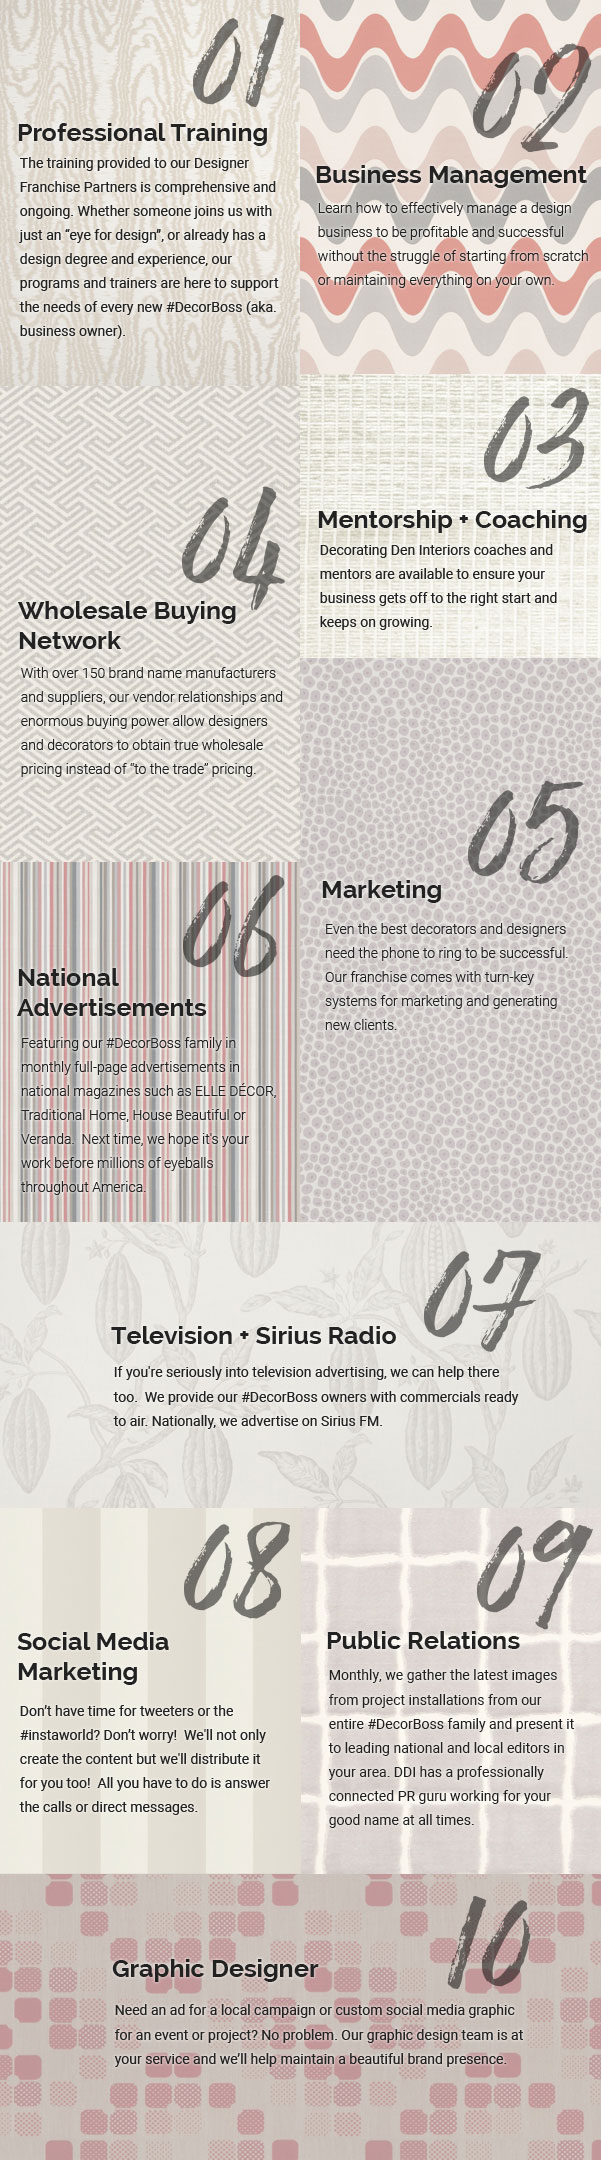 01
Professional Training
The training provided to our Designer
Franchise Partners is comprehensive and
ongoing. Whether someone joins us with
just an “eye for design”, or already has a
design degree and experience, our
programs and trainers are here to support
the needs of every new #DecorBoss (aka.
business owner).
02
Business Management
Learn how to effectively manage a design
business to be profitable and successful
without the struggle of starting from scratch
or maintaining everything on your own.
03
Mentorship + Coaching
Decorating Den Interiors coaches and
mentors are available to ensure your
business gets off to the right start and
keeps on growing.
04
Wholesale Buying
Network
With over 150 brand name manufacturers
and suppliers, our vendor relationships and
enormous buying power allow designers
and decorators to obtain true wholesale
pricing instead of “to the trade” pricing.
05
Marketing
Even the best decorators and designers
need the phone to ring to be successful.
Our franchise comes with turn-key
systems for marketing and generating
new clients.
06
National
Advertisements
Featuring our #DecorBoss family in
monthly full-page advertisements in
national magazines such as ELLE DÉCOR,
Traditional Home, House Beautiful or
Veranda.  Next time, we hope it's your
work before millions of eyeballs
throughout America.
07
Television + Sirius Radio
If you're seriously into television advertising, we can help there
too.  We provide our #DecorBoss owners with commercials ready
to air. Nationally, we advertise on Sirius FM.
08
Social Media
Marketing
Don’t have time for tweeters or the
#instaworld? Don’t worry!  We'll not only
create the content but we'll distribute it
for you too!  All you have to do is answer
the calls or direct messages.
09
Public Relations
Monthly, we gather the latest images
from project installations from our
entire #DecorBoss family and present it
to leading national and local editors in
your area. DDI has a professionally
connected PR guru working for your
good name at all times.
10
Graphic Designer
Need an ad for a local campaign or custom social media graphic
for an event or project? No problem. Our graphic design team is at
your service and we’ll help maintain a beautiful brand presence.